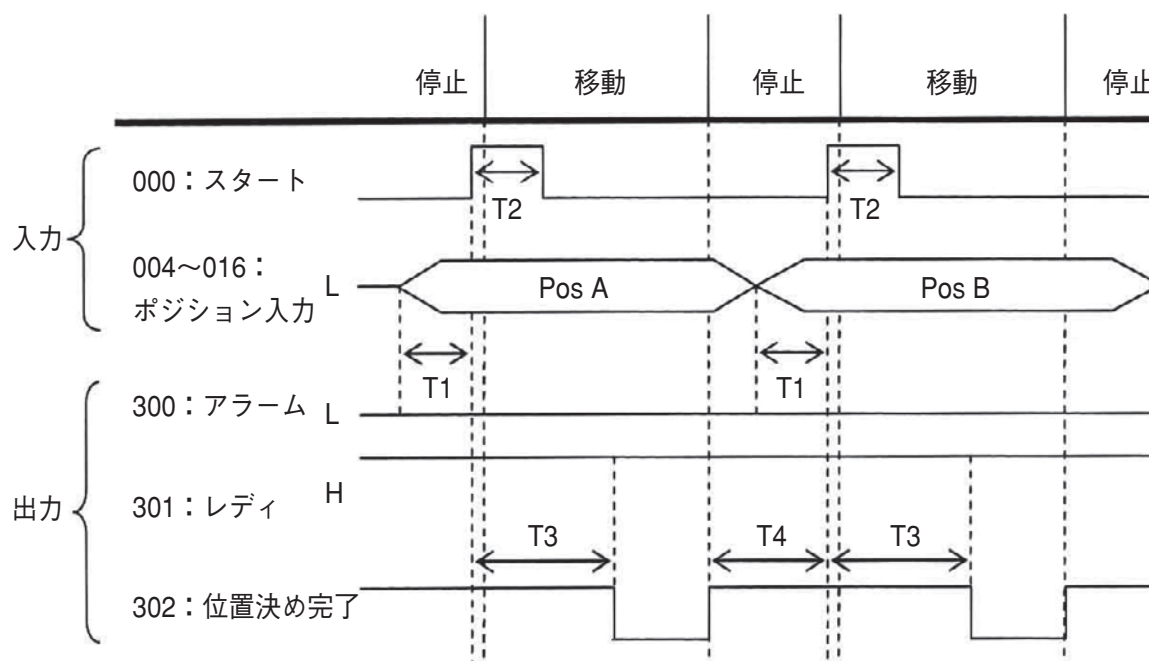 停止 移動 停止 移動 停止
000：スタート
T2 T2
入力
004～016：
ポジション入力
L
Pos A Pos B
T1 T1
300：アラーム L
出力
301：レディ H
T3 T4 T3
302：位置決め完了